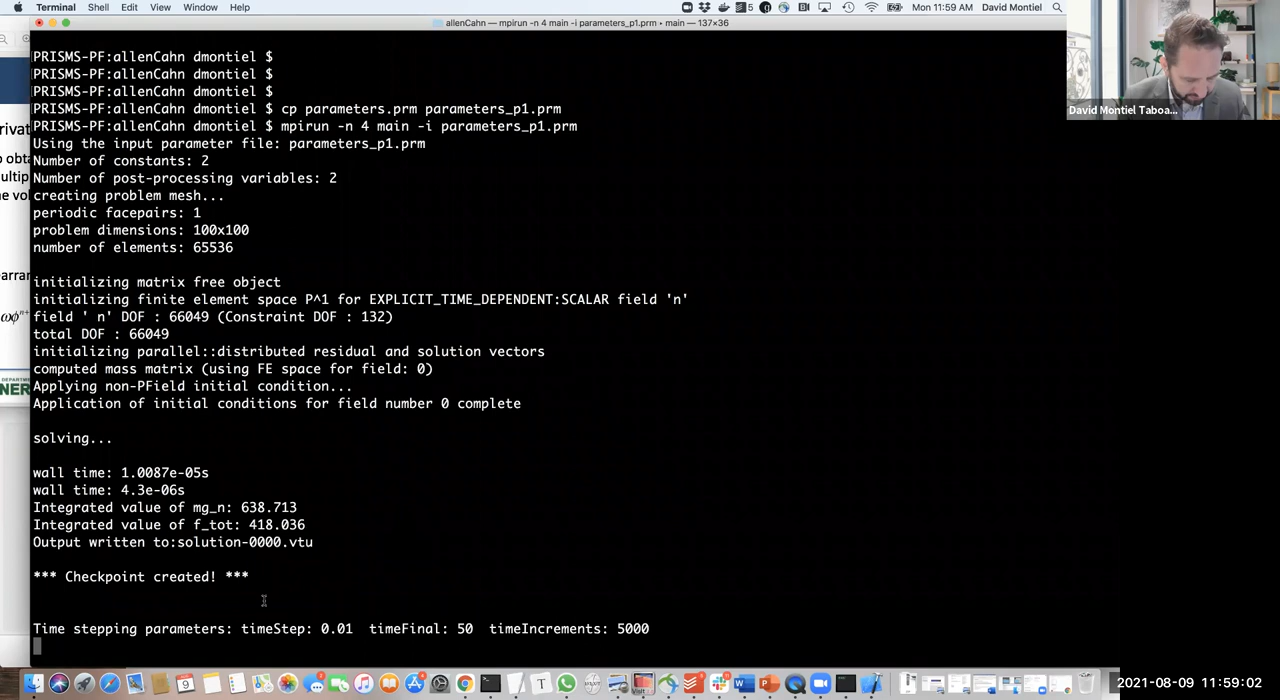 Terminal Shell Edit View Window Help
5
Mon 11:59 AM David Montiel
allenCahn — mpirun -n 4 main -i parameters_p1.prm • main — 137×36
PRISMS-PF:allenCahn dmontiel $
PRISMS-PF:allenCahn dmontiel $
PRISMS-PF:allenCahn dmontiel $
PRISMS-PF:allenCahn dmontiel $ cp parameters.prm parameters_p1.prm
PRISMS-PF:allenCahn dmontiel $ mpirun -n 4 main -i parameters_p1.prm
Using the input parameter file: parameters_p1.prm
Number of constants: 2
Number of post-processing variables: 2
creating problem mesh...
periodic facepairs: 1
problem dimensions: 100x100
number of elements: 65536
initializing matrix free object
initializing finite element space P^1 for EXPLICIT_TIME_DEPENDENT:SCALAR field 'n'
field ' n' DOF : 66049 (Constraint DOF : 132)
total DOF : 66049
initializing parallel::distributed residual and solution vectors
computed mass matrix (using FE space for field: 0)
Applying non-PField initial condition...
Application of initial conditions for field number 0 complete
solving...
wall time: 1.0087e-05s
wall time: 4.3e-06s
Integrated value of mg_n: 638.713
Integrated value of f_tot: 418.036
Output written to:solution-0000.vtu
*** Checkpoint created! ***
Time stepping parameters: timeStep: 0.01 timeFinal: 50 timeIncrements: 5000
David Montiel Taboa...
2021-08-09 11:59:02